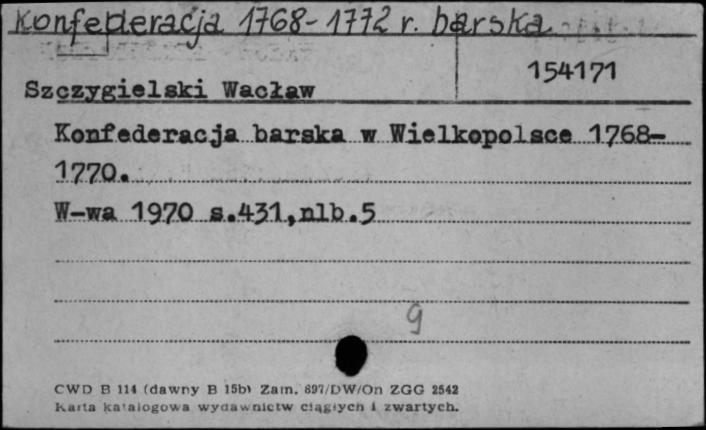 Konfederacja 1768-1772 r. barska
154171
Szczygielski Wacław
Konfederacja barska w Wielkopolsce 1768-
1770.
W-wa 1970 s.431,nlb.5
9
CWD B 114 (dawny B 15b) Zam. 897/DW/On ZGG 2542
Karta katalogowa wydawnictw ciągłych i zwartych.